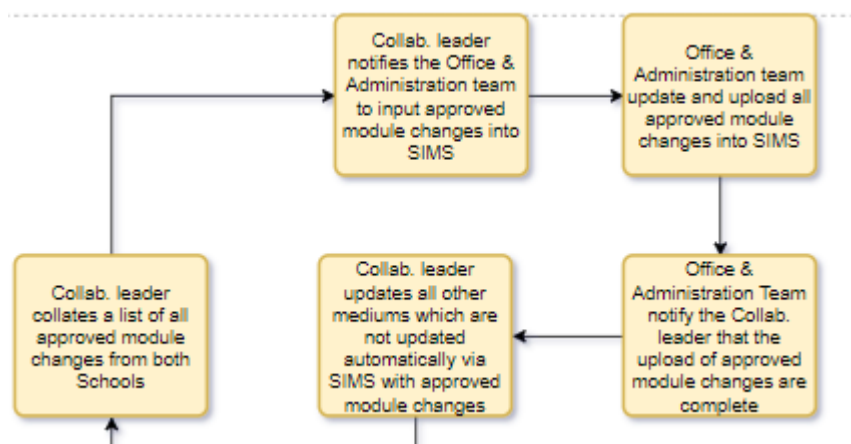 Collab. leader
notifies the Office &
Administration team
to input approved
module changes into
SIMS
Office &
Administration team
update and upload all
approved module
changes into SIMS
Collab. leader
collates a list of all
approved module
changes from both
Schools
Collab. leader
updates all other
mediums which are
not updated
automatically via
SIMS with approved
module changes
Office &
Administration Team
notify the Collab.
leader that the
upload of approved
module changes are
complete